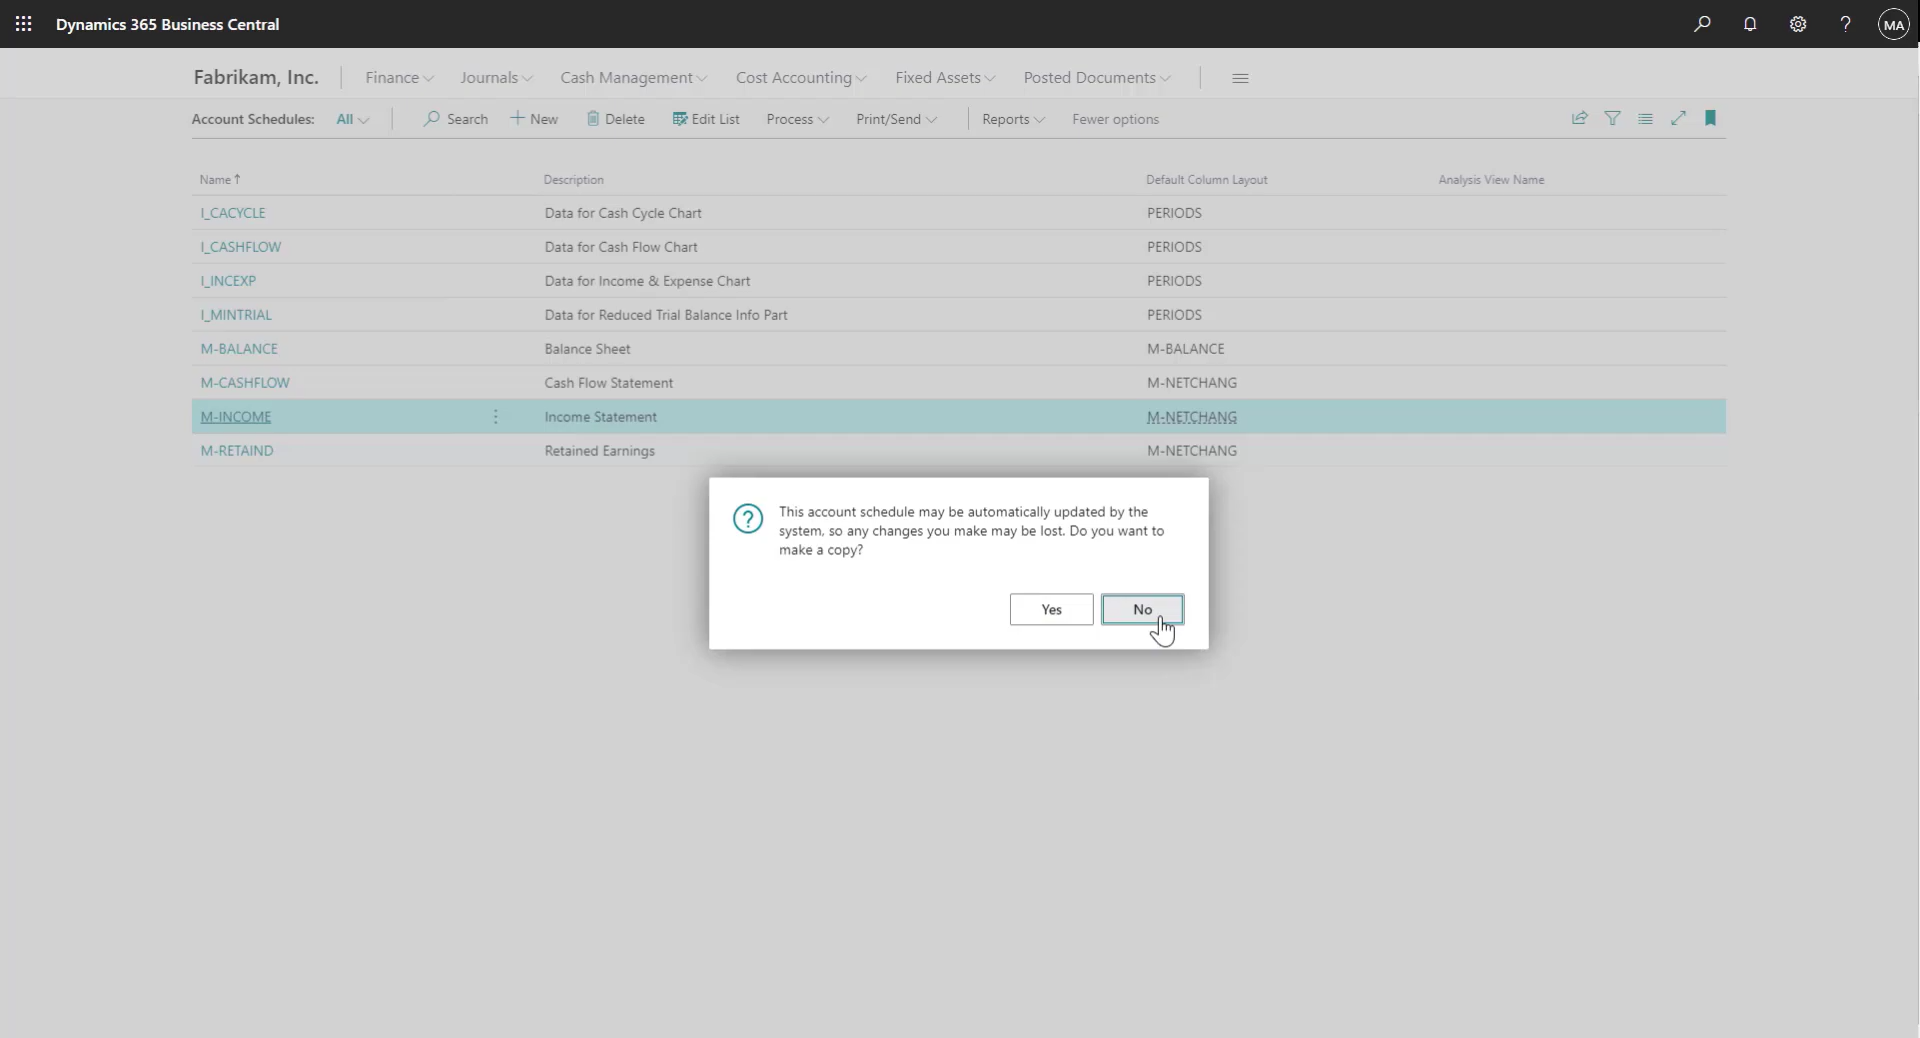 Dynamics 365 Business Central
?
MA
Fabrikam, Inc. Finance Journals Cash Management Cost Accounting Fixed Assets Posted Documents
Account Schedules: All Search New Delete Edit List Process Print/Send Reports Fewer options
Name ↑ Description Default Column Layout Analysis View Name
I_CACYCLE Data for Cash Cycle Chart PERIODS
I_CASHFLOW Data for Cash Flow Chart PERIODS
I_INCEXP Data for Income & Expense Chart PERIODS
I_MINTRIAL Data for Reduced Trial Balance Info Part PERIODS
M-BALANCE Balance Sheet M-BALANCE
M-CASHFLOW Cash Flow Statement M-NETCHANG
M-INCOME Income Statement M-NETCHANG
M-RETAIND Retained Earnings M-NETCHANG
?
This account schedule may be automatically updated by the
system, so any changes you make may be lost. Do you want to
make a copy?
Yes No